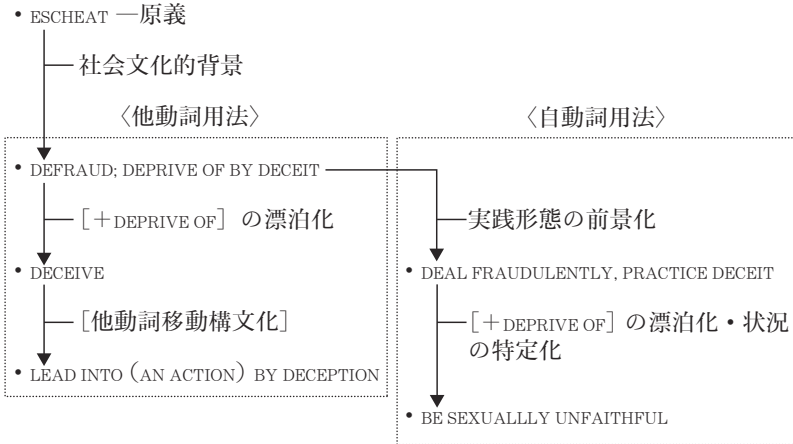 • ESCHEAT —原義
社会文化的背景
〈他動詞用法〉
• DEFRAUD; DEPRIVE OF BY DECEIT
［＋DEPRIVE OF］の漂泊化
• DECEIVE
［他動詞移動構文化］
• LEAD INTO (AN ACTION) BY DECEPTION
〈自動詞用法〉
実践形態の前景化
• DEAL FRAUDULENTLY, PRACTICE DECEIT
［＋DEPRIVE OF］の漂泊化・状況
の特定化
• BE SEXUALLLY UNFAITHFUL